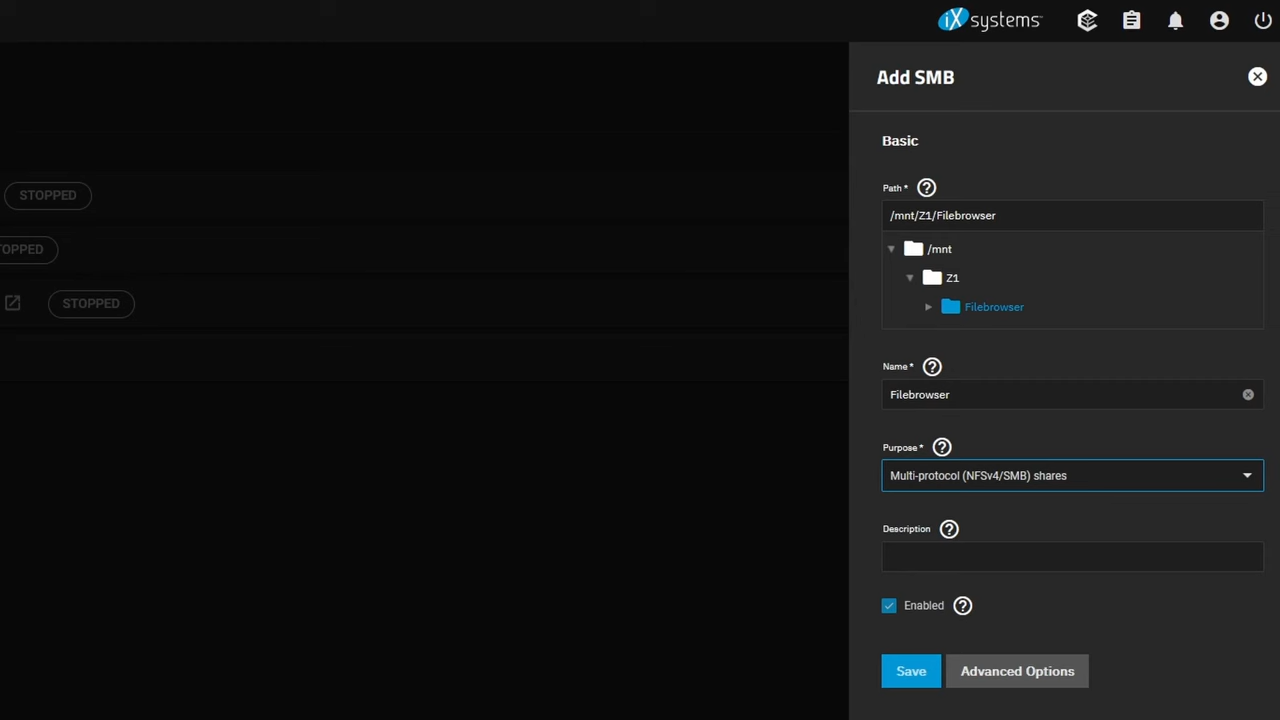 iX systems
Add SMB
Basic
Path *
/mnt/Z1/Filebrowser
/mnt
Z1
Filebrowser
Name *
Filebrowser
Purpose *
Multi-protocol (NFSv4/SMB) shares
Description
Enabled
Save Advanced Options
STOPPED
TOPPED
STOPPED